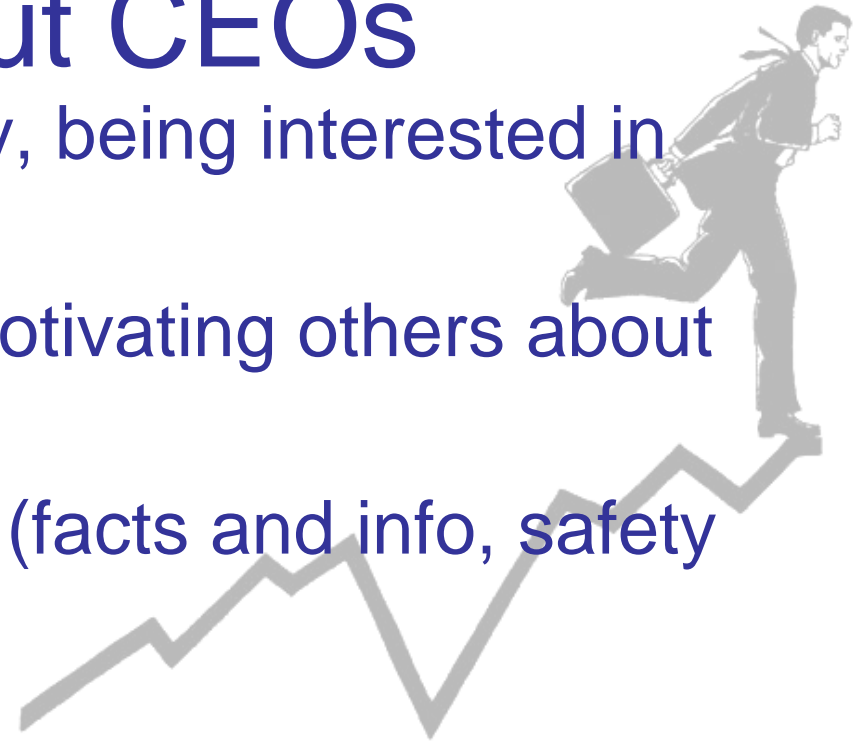 ut CEOs
y, being interested in
otivating others about
(facts and info, safety